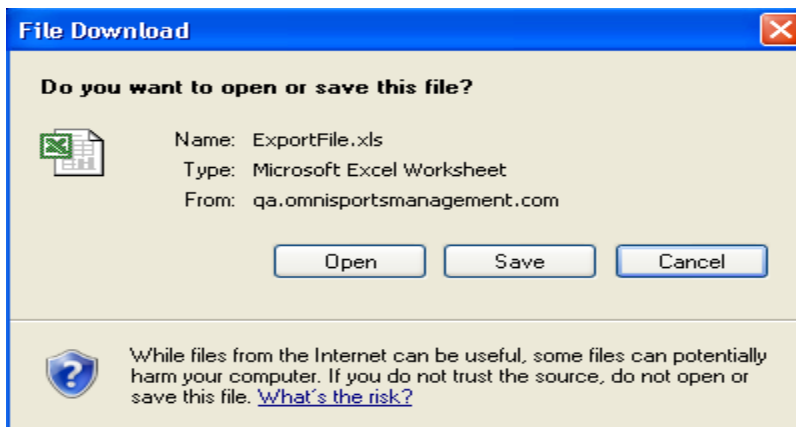 File Download
Do you want to open or save this file?
Name: ExportFile.xls
Type: Microsoft Excel Worksheet
From: qa.omnisportsmanagement.com
Open Save Cancel
While files from the Internet can be useful, some files can potentially
harm your computer. If you do not trust the source, do not open or
save this file. What's the risk?